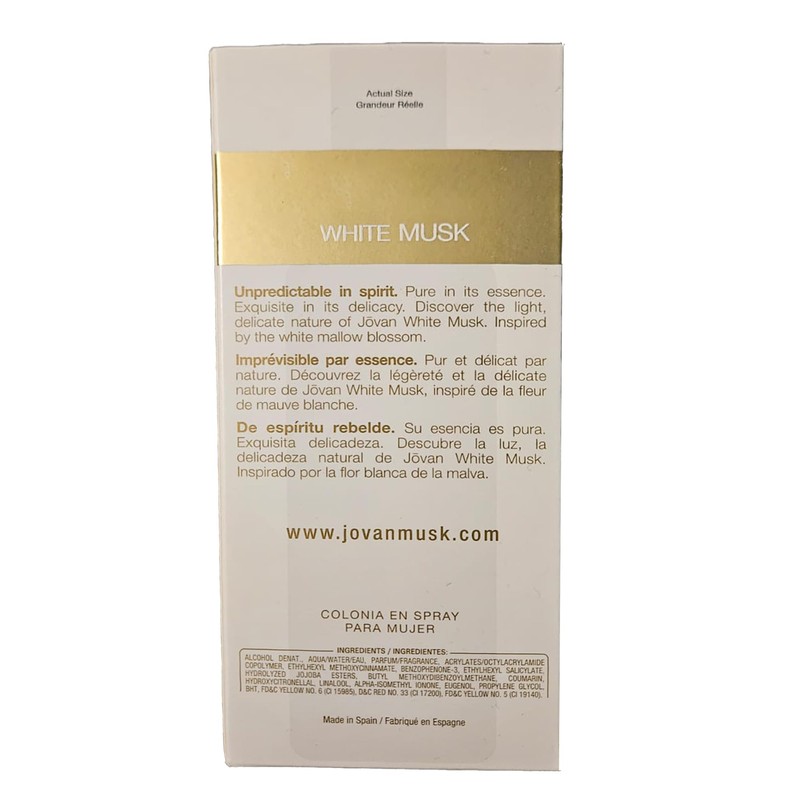 Actual Size
Grandeur Réelle
WHITE MUSK
Unpredictable in spirit. Pure in its essence.
Exquisite in its delicacy. Discover the light,
delicate nature of Jōvan White Musk. Inspired
by the white mallow blossom.
Imprévisible par essence. Pur et délicat par
nature. Découvrez la légèreté et la délicate
nature de Jōvan White Musk, inspiré de la fleur
de mauve blanche.
De espíritu rebelde. Su esencia es pura.
Exquisita delicadeza. Descubre la luz, la
delicadeza natural de Jōvan White Musk.
Inspirado por la flor blanca de la malva.
www.jovanmusk.com
COLONIA EN SPRAY
PARA MUJER
INGREDIENTS / INGREDIENTES:
ALCOHOL DENAT., AQUA/WATER/EAU, PARFUM/FRAGRANCE, ACRYLATES/OCTYLACRYLAMIDE
COPOLYMER, ETHYLHEXYL METHOXYCINNAMATE, BENZOPHENONE-3, ETHYLHEXYL SALICYLATE,
HYDROLYZED JOJOBA ESTERS, BUTYL METHOXYDIBENZOYLMETHANE, COUMARIN,
HYDROXYCITRONELLAL, LINALOOL, ALPHA-ISOMETHYL IONONE, EUGENOL, PROPYLENE GLYCOL,
BHT, FD&C YELLOW NO. 6 (CI 15985), D&C RED NO. 33 (CI 17200), FD&C YELLOW NO. 5 (CI 19140).
Made in Spain / Fabriqué en Espagne